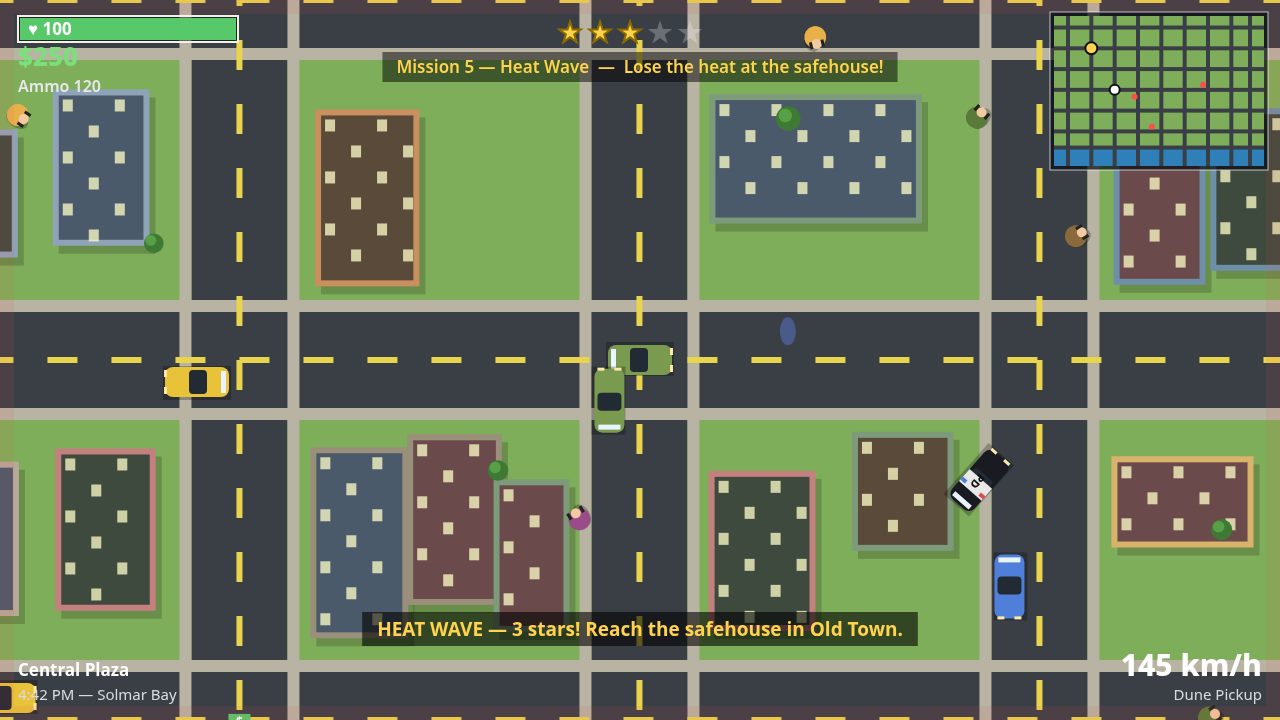 ♥ 100
$250
Ammo 120
Mission 5 — Heat Wave — Lose the heat at the safehouse!
HEAT WAVE — 3 stars! Reach the safehouse in Old Town.
Central Plaza
4:42 PM — Solmar Bay
145 km/h
Dune Pickup
$